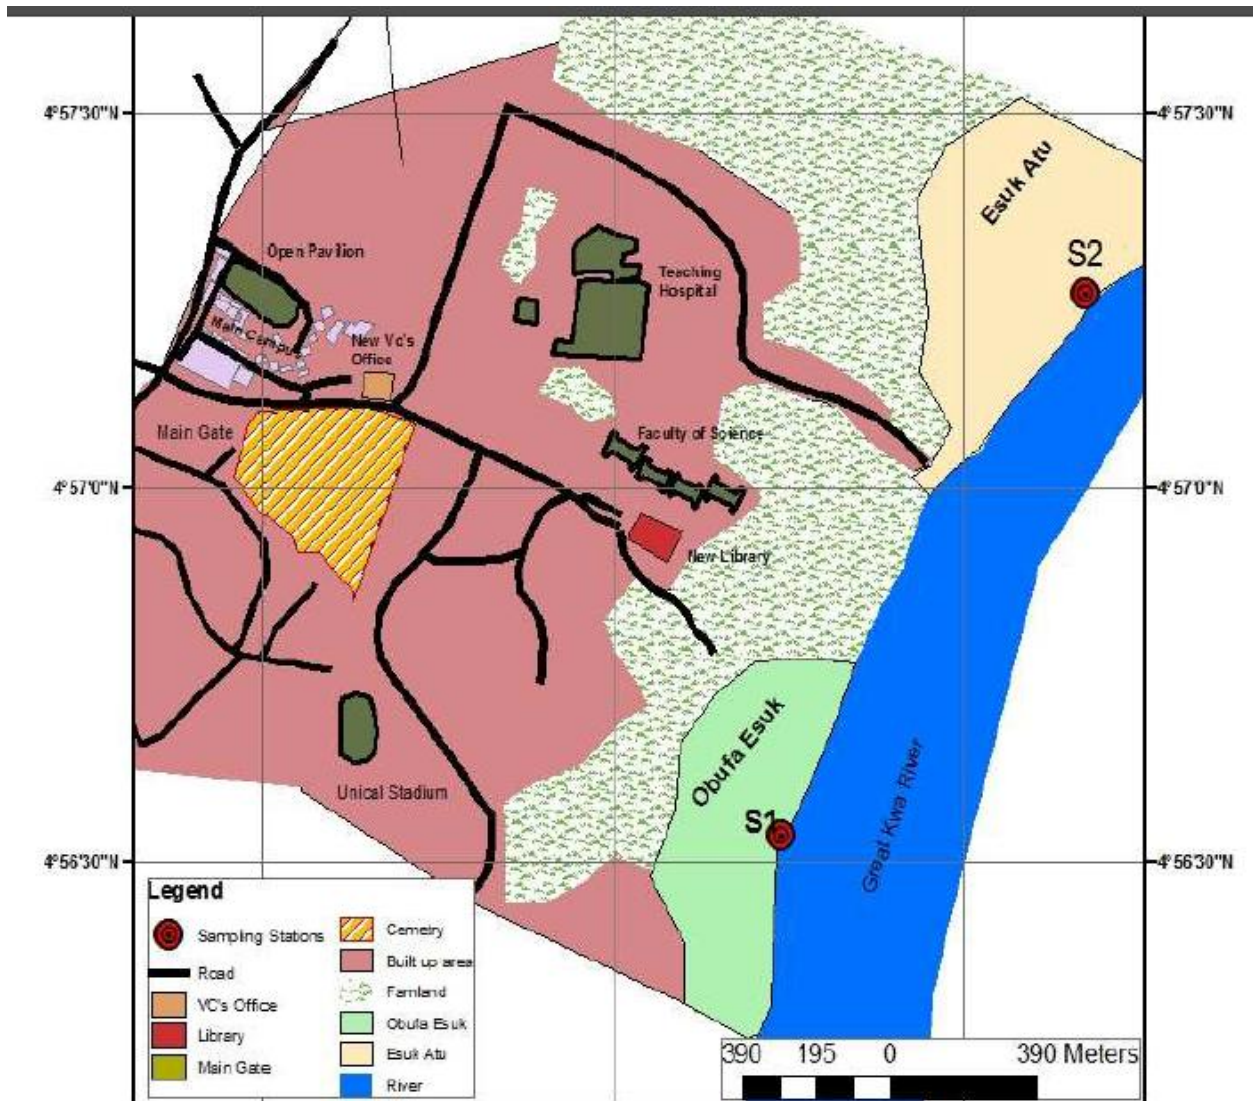 4°57'30"N
4°57'30"N
Esuk Atu
S2
Open Pavilion
Teaching
Hospital
Main Campus
New Vc's
Office
Main Gate
Faculty of Science
4°57'0"N
4°57'0"N
New Library
Obufa Esuk
Unical Stadium
S1
Great Kwa River
4°56'30"N
4°56'30"N
Legend
Sampling Stations
Road
VC's Office
Library
Main Gate
Cemetry
Built up area
Farmland
Obufa Esuk
Esuk Atu
River
390 195 0 390 Meters